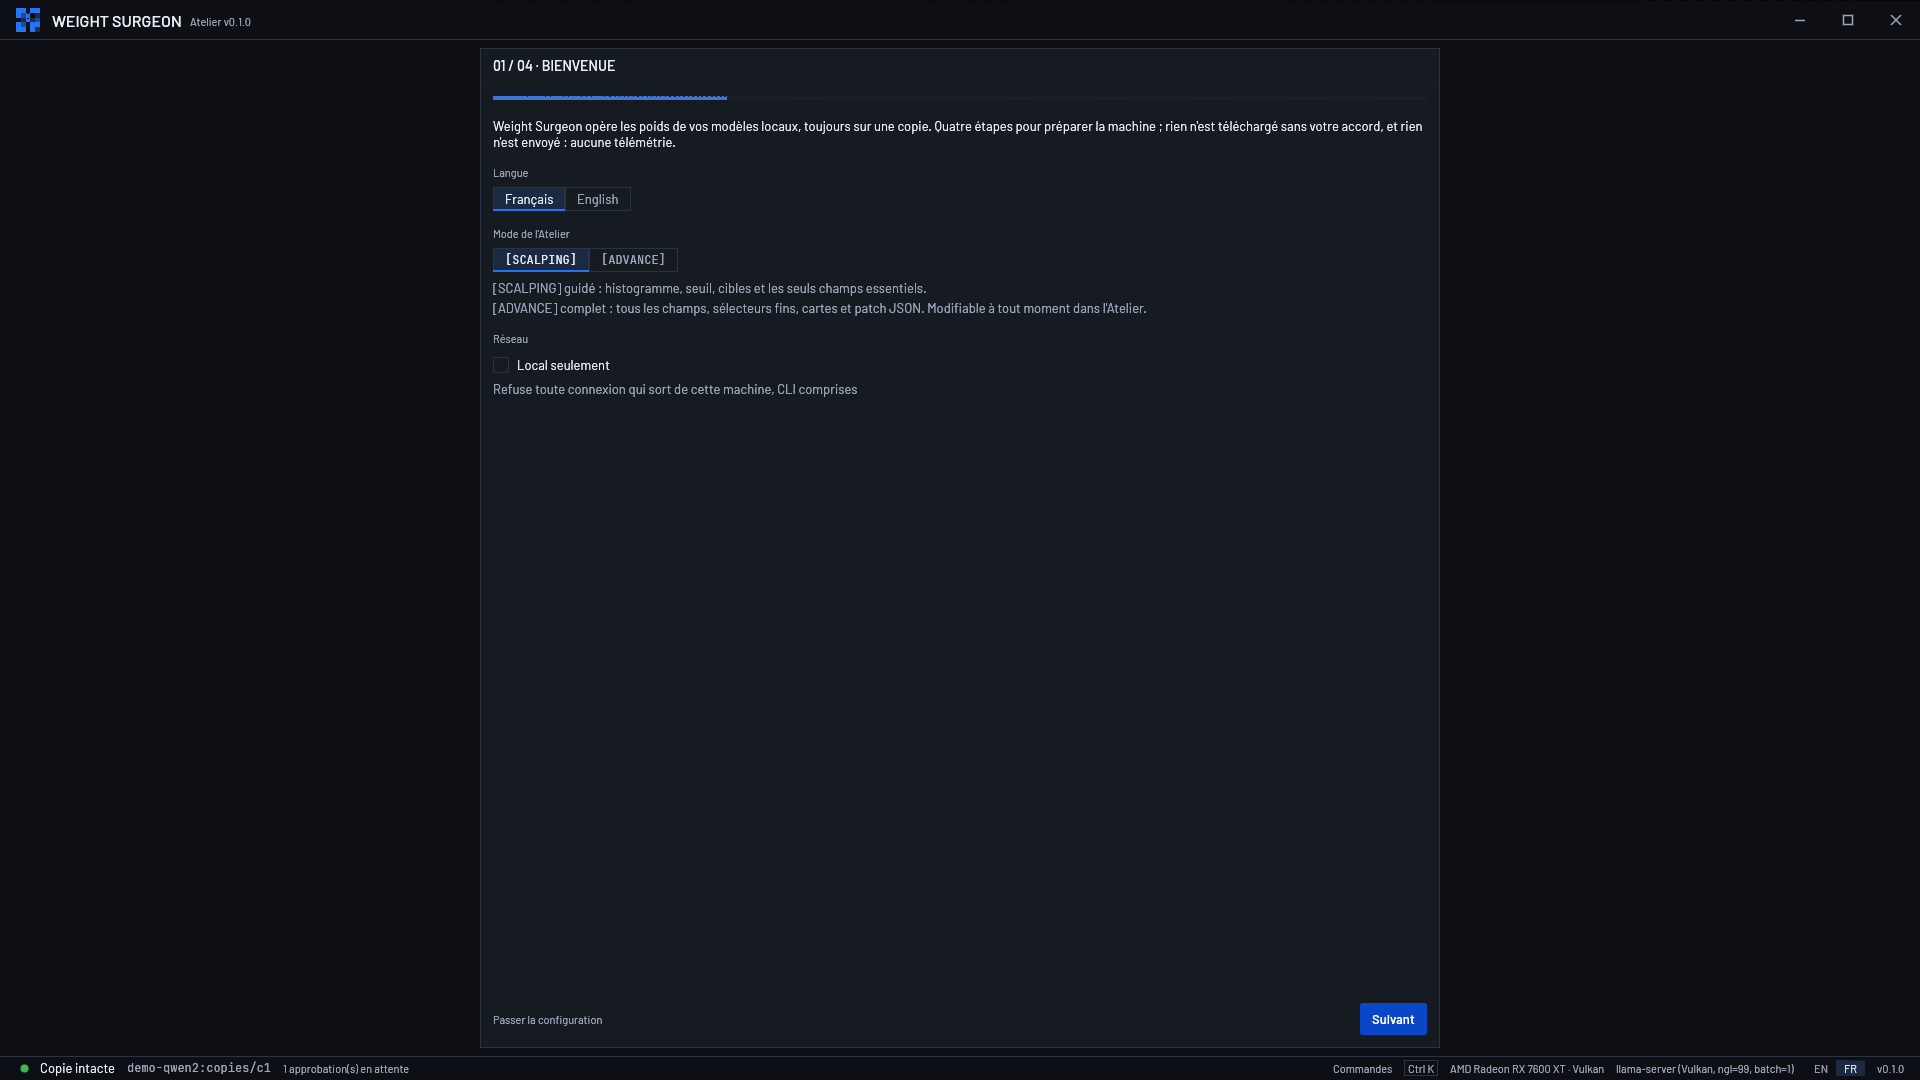 WEIGHT SURGEON Atelier v0.1.0
01 / 04 · BIENVENUE
Weight Surgeon opère les poids de vos modèles locaux, toujours sur une copie. Quatre étapes pour préparer la machine ; rien n'est téléchargé sans votre accord, et rien
n'est envoyé : aucune télémétrie.
Langue
Français English
Mode de l'Atelier
[SCALPING] [ADVANCE]
[SCALPING] guidé : histogramme, seuil, cibles et les seuls champs essentiels.
[ADVANCE] complet : tous les champs, sélecteurs fins, cartes et patch JSON. Modifiable à tout moment dans l'Atelier.
Réseau
Local seulement
Refuse toute connexion qui sort de cette machine, CLI comprises
Passer la configuration Suivant
Copie intacte demo-qwen2:copies/c1 1 approbation(s) en attente Commandes Ctrl K AMD Radeon RX 7600 XT · Vulkan llama-server (Vulkan, ngl=99, batch=1) EN FR v0.1.0